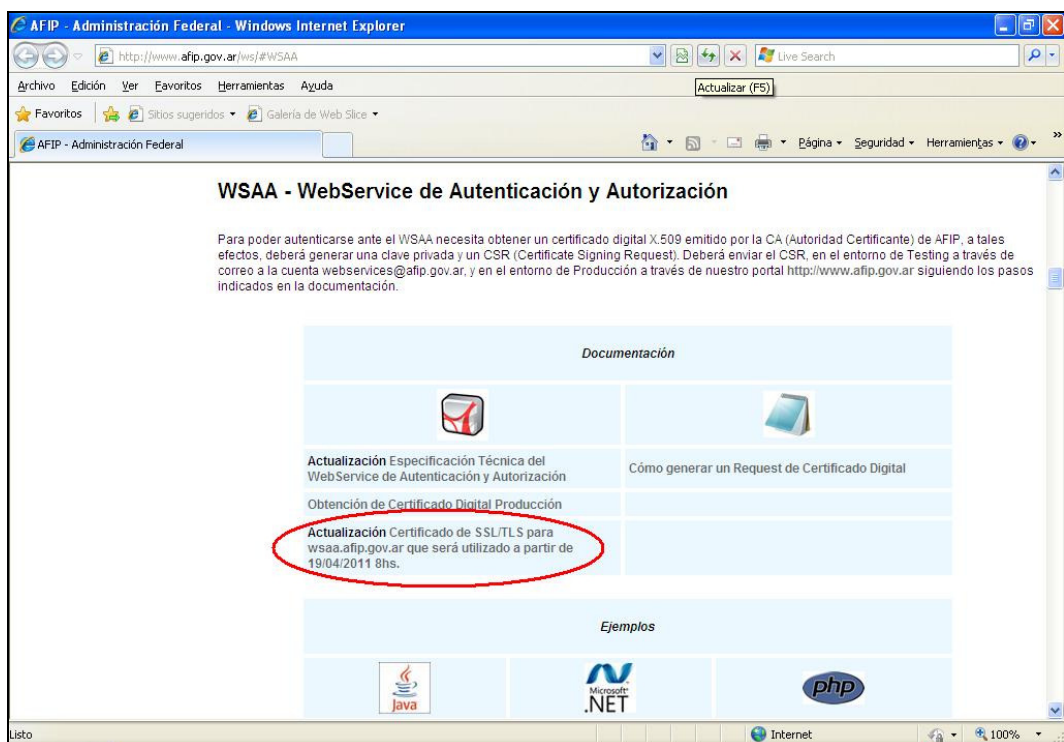 AFIP - Administración Federal - Windows Internet Explorer
http://www.afip.gov.ar/ws/#WSAA
Live Search
Archivo Edición Ver Favoritos Herramientas Ayuda
Actualizar (F5)
Favoritos Sitios sugeridos Galería de Web Slice
AFIP - Administración Federal
Página Seguridad Herramientas »
WSAA - WebService de Autenticación y Autorización
Para poder autenticarse ante el WSAA necesita obtener un certificado digital X.509 emitido por la CA (Autoridad Certificante) de AFIP, a tales
efectos, deberá generar una clave privada y un CSR (Certificate Signing Request). Deberá enviar el CSR, en el entorno de Testing a través de
correo a la cuenta webservices@afip.gov.ar, y en el entorno de Producción a través de nuestro portal http://www.afip.gov.ar siguiendo los pasos
indicados en la documentación.
Documentación
Actualización Especificación Técnica del
WebService de Autenticación y Autorización
Cómo generar un Request de Certificado Digital
Obtención de Certificado Digital Producción
Actualización Certificado de SSL/TLS para
wsaa.afip.gov.ar que será utilizado a partir de
19/04/2011 8hs.
Ejemplos
Java
Microsoft
.NET
php
Listo
Internet
100%